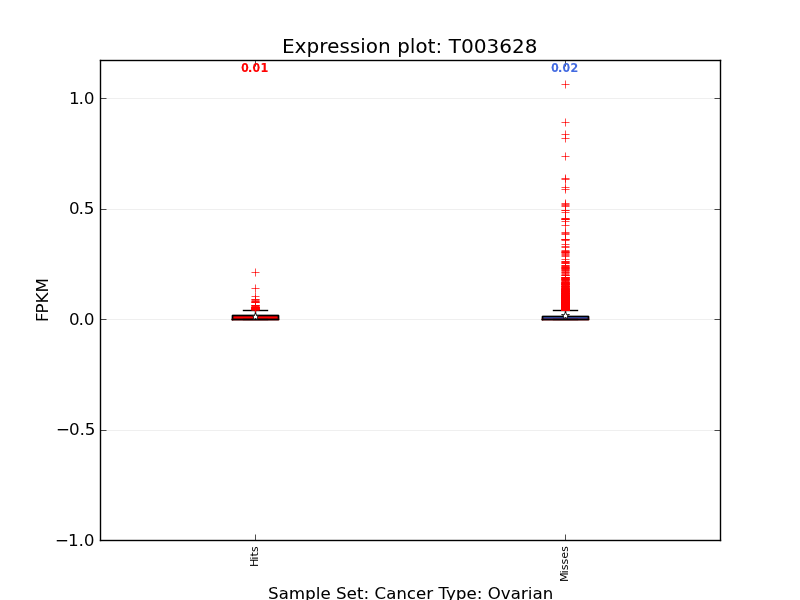 Expression plot: T003628
0.01
0.02
1.0
0.5
0.0
−0.5
−1.0
FPKM
Hits
Misses
Sample Set: Cancer Type: Ovarian